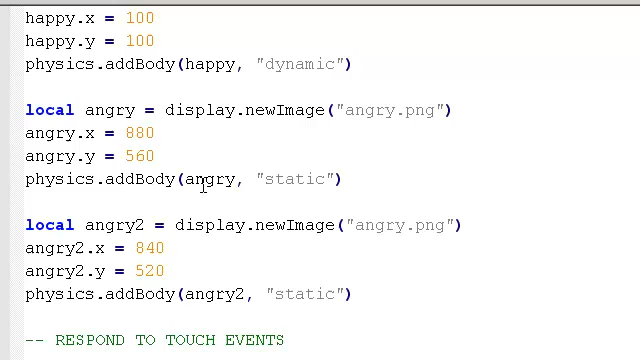 happy.x = 100
happy.y = 100
physics.addBody(happy, "dynamic")
local angry = display.newImage("angry.png")
angry.x = 880
angry.y = 560
physics.addBody(angry, "static")
local angry2 = display.newImage("angry.png")
angry2.x = 840
angry2.y = 520
physics.addBody(angry2, "static")
-- RESPOND TO TOUCH EVENTS